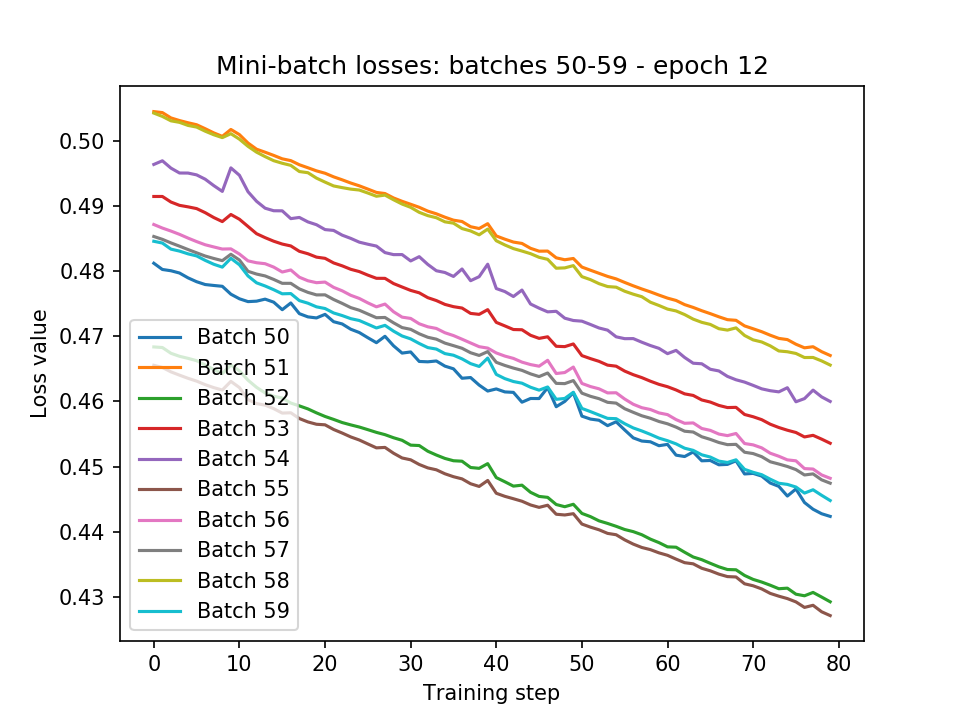 Mini-batch losses: batches 50-59 - epoch 12
Loss value
0.50
0.49
0.48
0.47
0.46
0.45
0.44
0.43
Batch 50
Batch 51
Batch 52
Batch 53
Batch 54
Batch 55
Batch 56
Batch 57
Batch 58
Batch 59
0 10 20 30 40 50 60 70 80
Training step